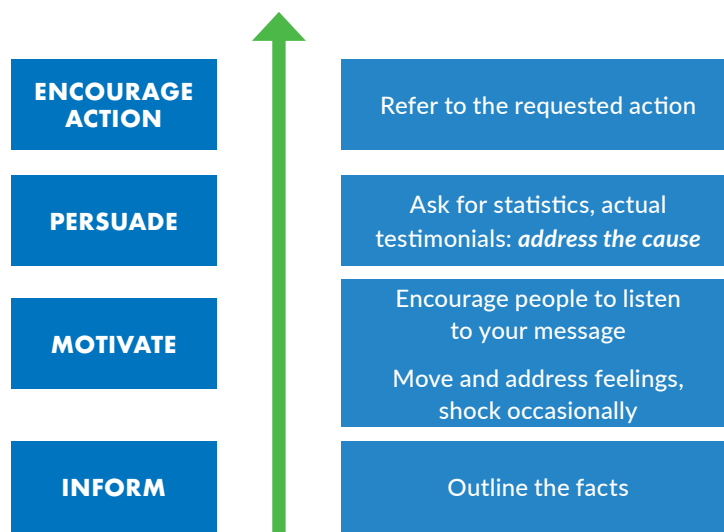 ENCOURAGE
ACTION
Refer to the requested action
PERSUADE
Ask for statistics, actual
testimonials: address the cause
MOTIVATE
Encourage people to listen
to your message
Move and address feelings,
shock occasionally
INFORM
Outline the facts